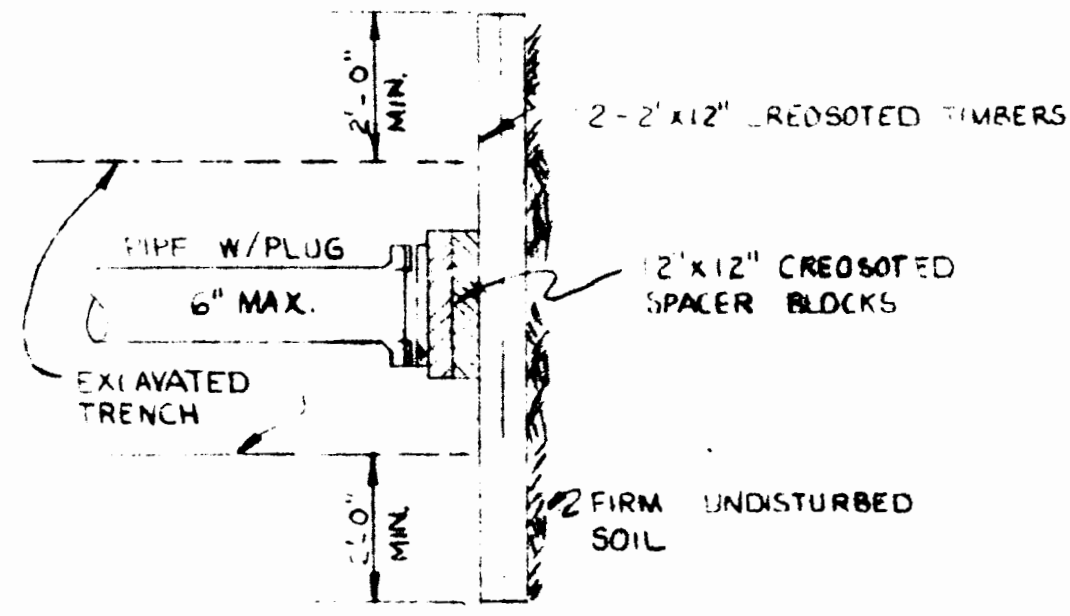 2'-0"
MIN.
2-2'x12" CREOSOTED TIMBERS
PIPE W/PLUG
6" MAX.
12"x12" CREOSOTED
SPACER BLOCKS
EXCAVATED
TRENCH
2'-0"
MIN.
FIRM UNDISTURBED
SOIL